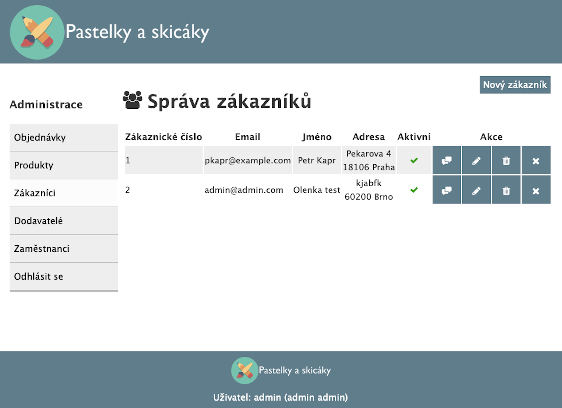 Pastelky a skicáky
Nový zákazník
Administrace
Správa zákazníků
Objednávky
Produkty
Zákazníci
Dodavatelé
Zaměstnanci
Odhlásit se
Zákaznické číslo Email Jméno Adresa Aktivní Akce
1 pkapr@example.com Petr Kapr Pekarova 4
18106 Praha
2 admin@admin.com Olenka test kjabfk
60200 Brno
Pastelky a skicáky
Uživatel: admin (admin admin)